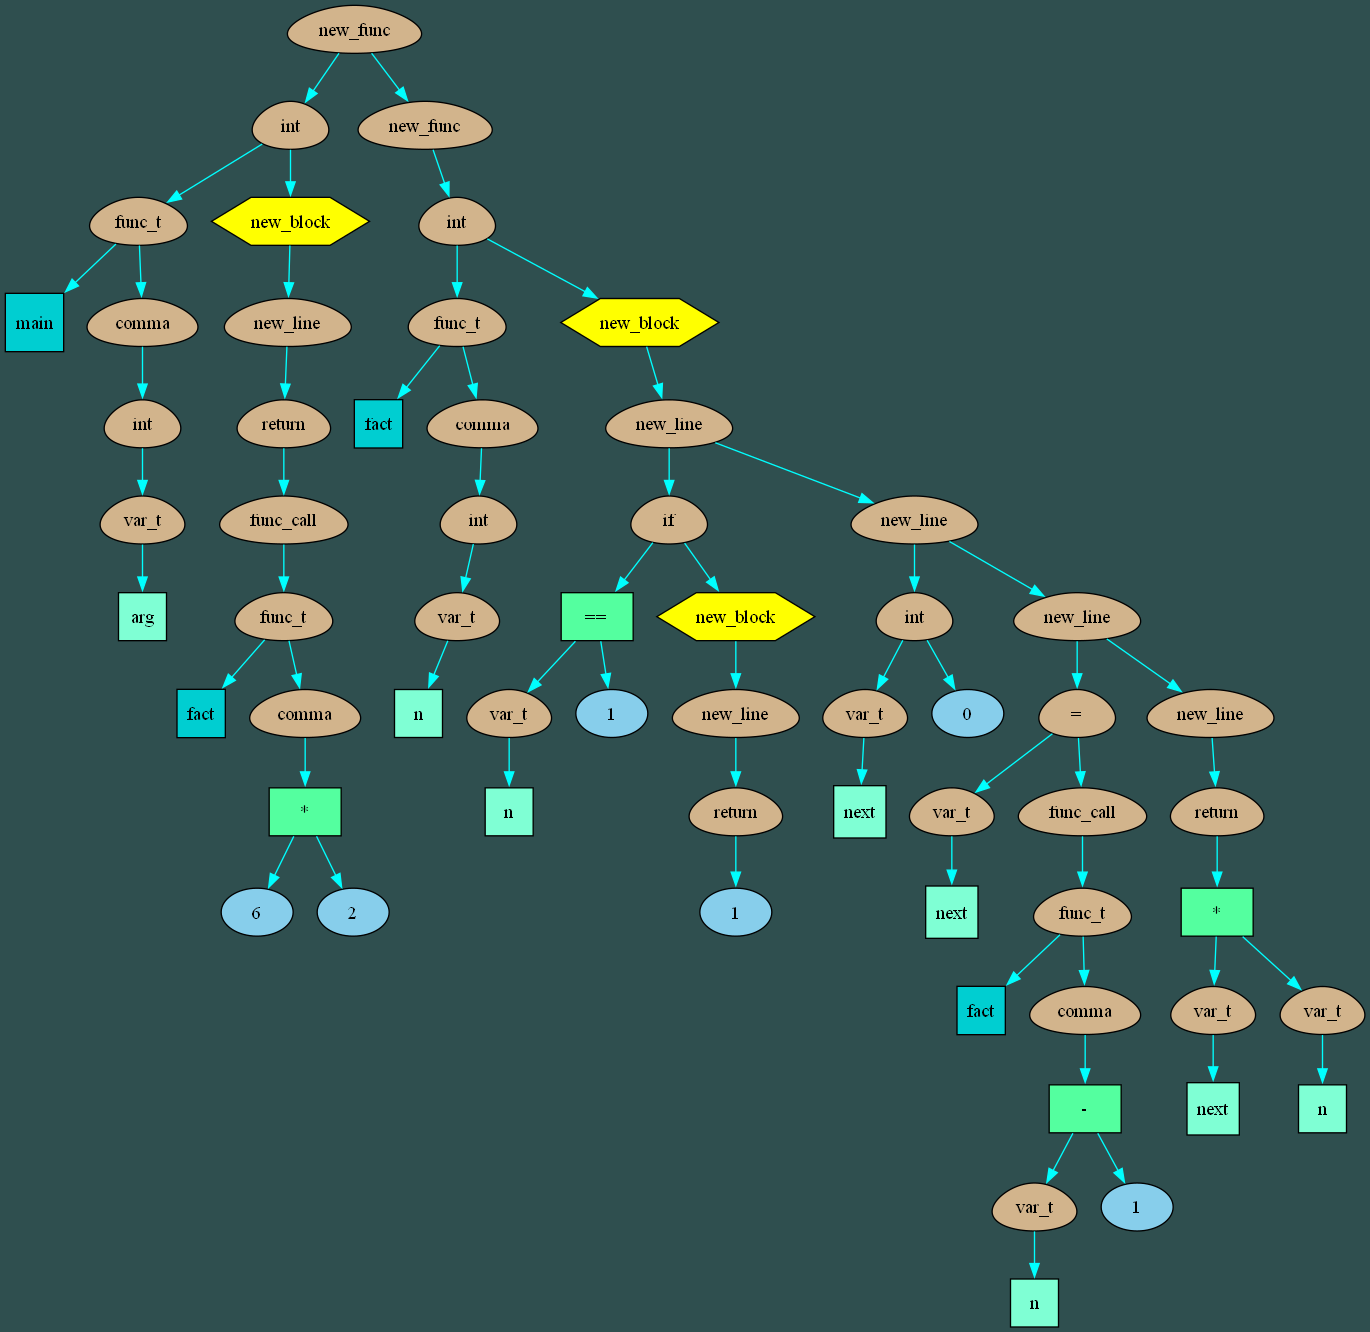 new_func
int
new_func
func_t
new_block
int
main
comma
new_line
func_t
new_block
int
return
fact
comma
new_line
var_t
func_call
int
if
new_line
arg
func_t
var_t
==
new_block
int
new_line
fact
comma
n
var_t
1
new_line
var_t
0
=
new_line
*
n
return
next
var_t
func_call
return
6
2
1
next
func_t
*
fact
comma
var_t
var_t
-
next
n
var_t
1
n